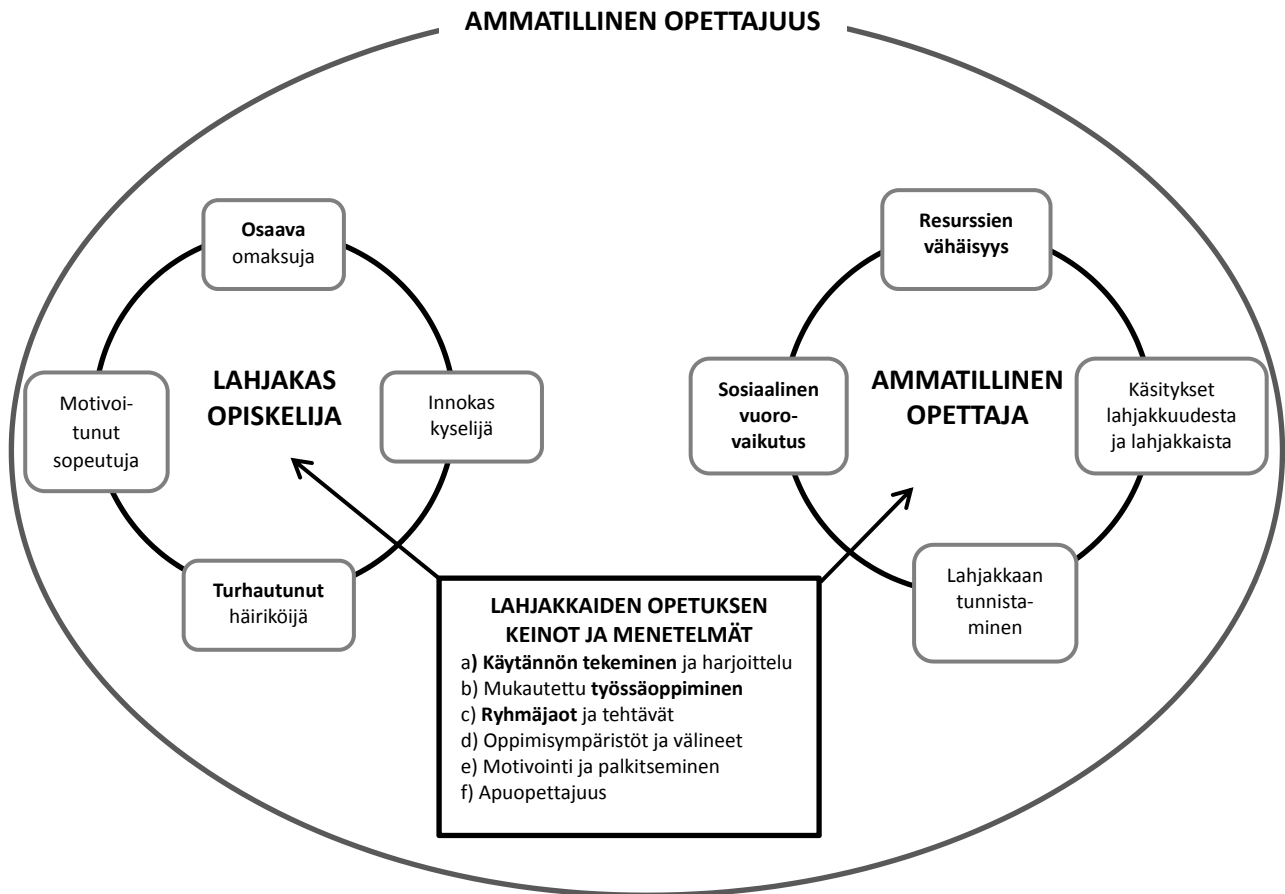 AMMATILLINEN OPETTAJUUS
Osaava
omaksuja
LAHJAKAS
OPISKELIJA
Motivoi-
tunut
sopeutuja
Innokas
kyselijä
Turhautunut
häiriköijä
Resurssien
vähäisyys
Sosiaalinen
vuoro-
vaikutus
AMMATILLINEN
OPETTAJA
Käsitykset
lahjakkuudesta
ja lahjakkaista
Lahjakkaan
tunnista-
minen
LAHJAKKAIDEN OPETUKSEN
KEINOT JA MENETELMÄT
a) Käytännön tekeminen ja harjoittelu
b) Mukautettu työssäoppiminen
c) Ryhmäjaot ja tehtävät
d) Oppimisympäristöt ja välineet
e) Motivointi ja palkitseminen
f) Apuopettajuus